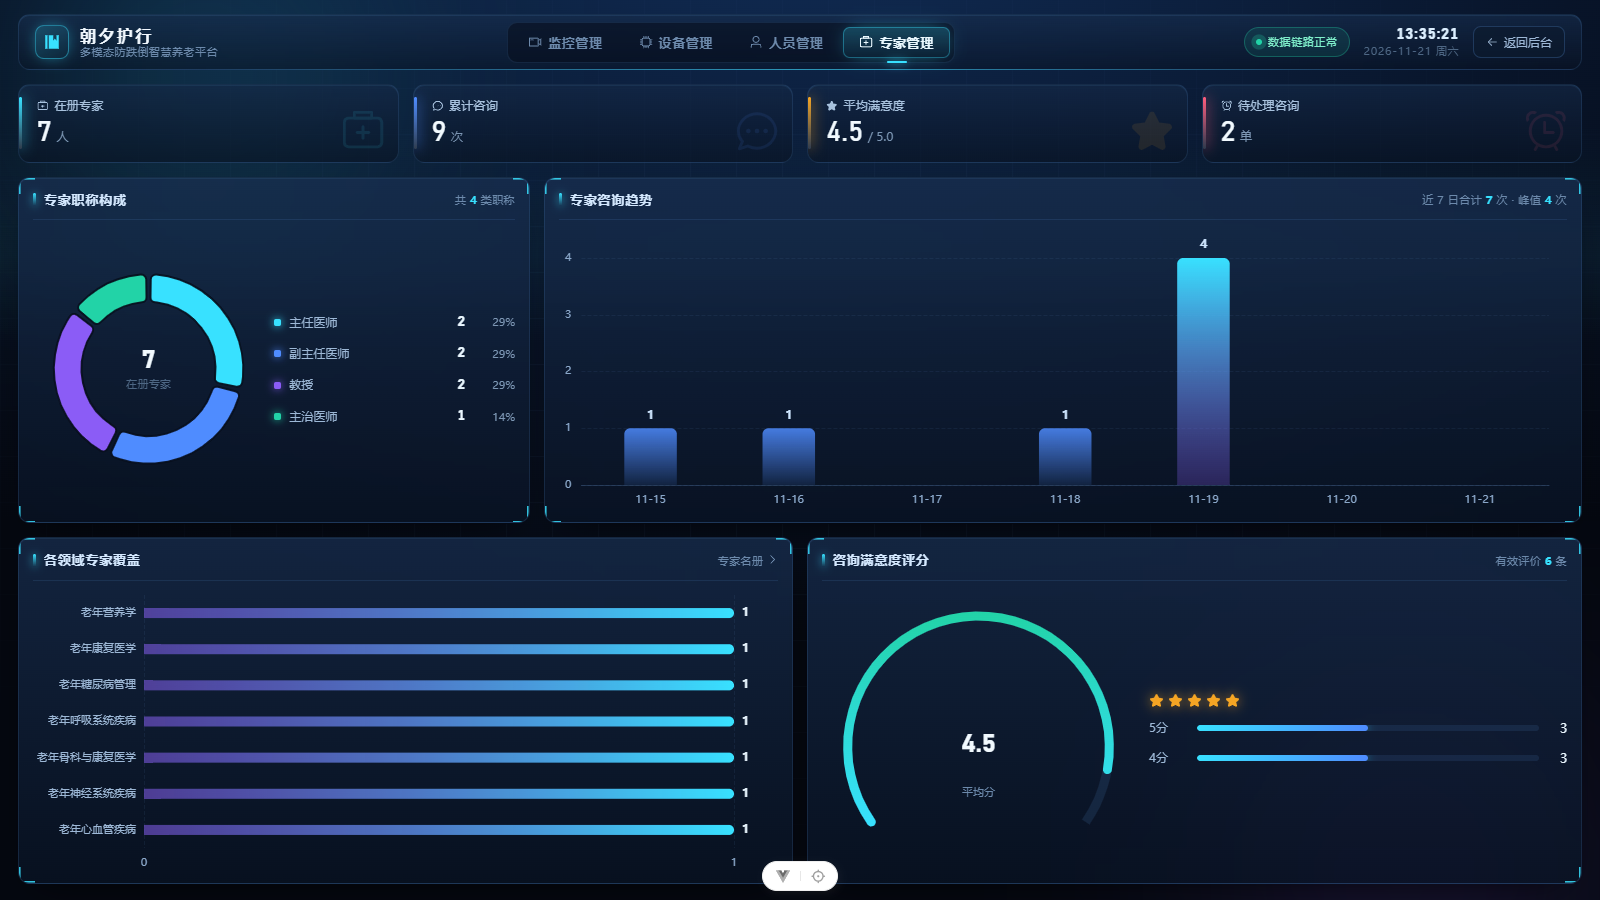 朝夕护行
多模态防跌倒智慧养老平台
监控管理
设备管理
人员管理
专家管理
数据链路正常
13:35:21
2026-11-21 周六
返回后台
在册专家
7 人
累计咨询
9 次
平均满意度
4.5 / 5.0
待处理咨询
2 单
专家职称构成
共 4 类职称
7
在册专家
主任医师 2 29%
副主任医师 2 29%
教授 2 29%
主治医师 1 14%
专家咨询趋势
近 7 日合计 7 次 · 峰值 4 次
4
3
2
1
0
1
1
1
4
11-15
11-16
11-17
11-18
11-19
11-20
11-21
各领域专家覆盖
专家名册
老年营养学 1
老年康复医学 1
老年糖尿病管理 1
老年呼吸系统疾病 1
老年骨科与康复医学 1
老年神经系统疾病 1
老年心血管疾病 1
0
1
咨询满意度评分
有效评价 6 条
4.5
平均分
5分 3
4分 3